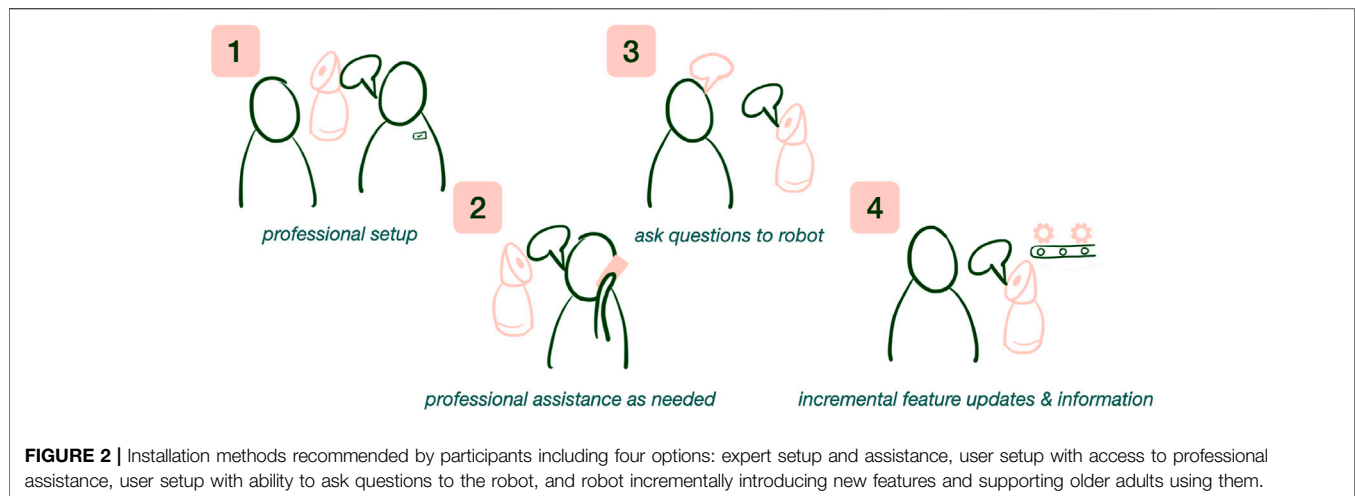 1
professional setup
2
professional assistance as needed
3
ask questions to robot
4
incremental feature updates & information
FIGURE 2 | Installation methods recommended by participants including four options: expert setup and assistance, user setup with access to professional
assistance, user setup with ability to ask questions to the robot, and robot incrementally introducing new features and supporting older adults using them.